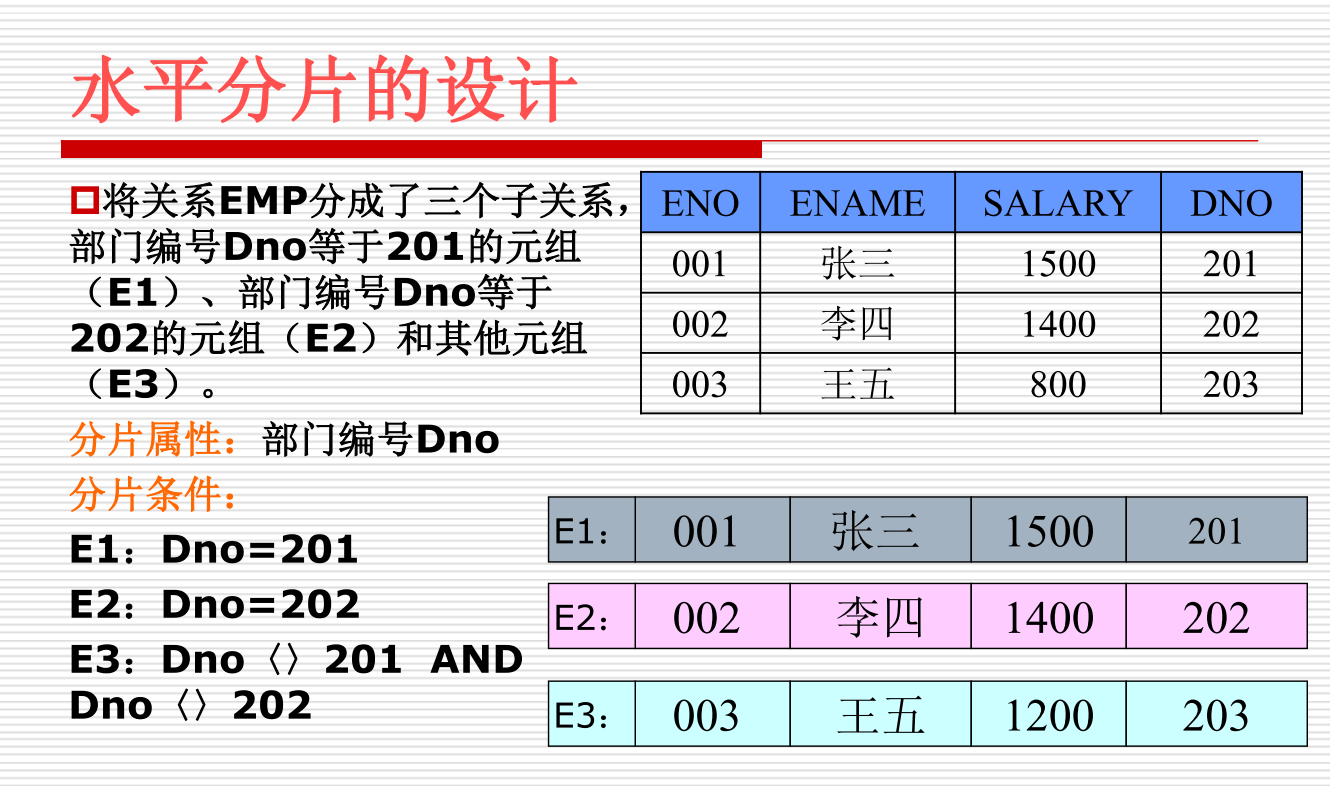 水平分片的设计
将关系EMP分成了三个子关系，
部门编号Dno等于201的元组
（E1）、部门编号Dno等于
202的元组（E2）和其他元组
（E3）。
分片属性：部门编号Dno
分片条件：
E1：Dno=201
E2：Dno=202
E3：Dno〈〉201 AND
Dno〈〉202
ENO ENAME SALARY DNO
001 张三 1500 201
002 李四 1400 202
003 王五 800 203
E1： 001 张三 1500 201
E2： 002 李四 1400 202
E3： 003 王五 1200 203